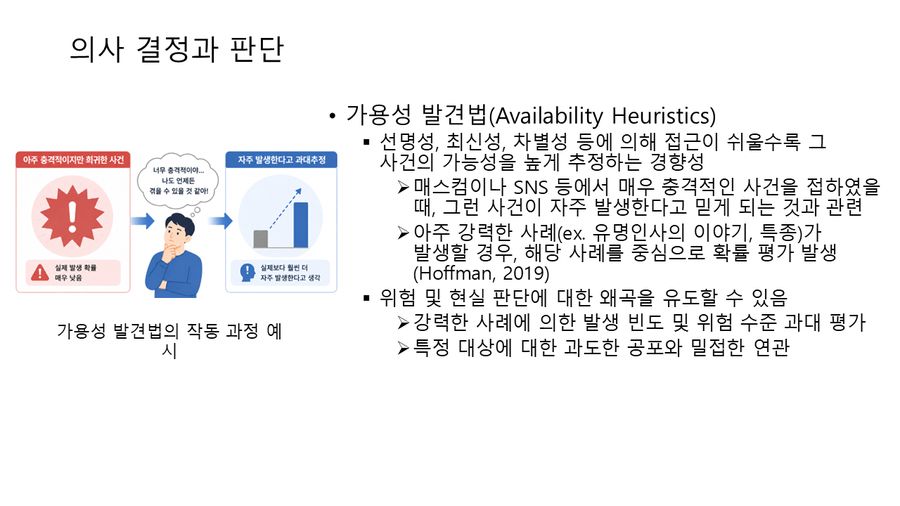 의사 결정과 판단
• 가용성 발견법(Availability Heuristics)
▪ 선명성, 최신성, 차별성 등에 의해 접근이 쉬울수록 그
사건의 가능성을 높게 추정하는 경향성
➢매스컴이나 SNS 등에서 매우 충격적인 사건을 접하였을
때, 그런 사건이 자주 발생한다고 믿게 되는 것과 관련
➢아주 강력한 사례(ex. 유명인사의 이야기, 특종)가
발생할 경우, 해당 사례를 중심으로 확률 평가 발생
(Hoffman, 2019)
▪ 위험 및 현실 판단에 대한 왜곡을 유도할 수 있음
➢강력한 사례에 의한 발생 빈도 및 위험 수준 과대 평가
➢특정 대상에 대한 과도한 공포와 밀접한 연관
아주 충격적이지만 희귀한 사건
실제 발생 확률
매우 낮음
너무 충격적이야...
나도 언제든
겪을 수 있을 것 같아!
자주 발생한다고 과대추정
실제보다 훨씬 더
자주 발생한다고 생각
가용성 발견법의 작동 과정 예
시